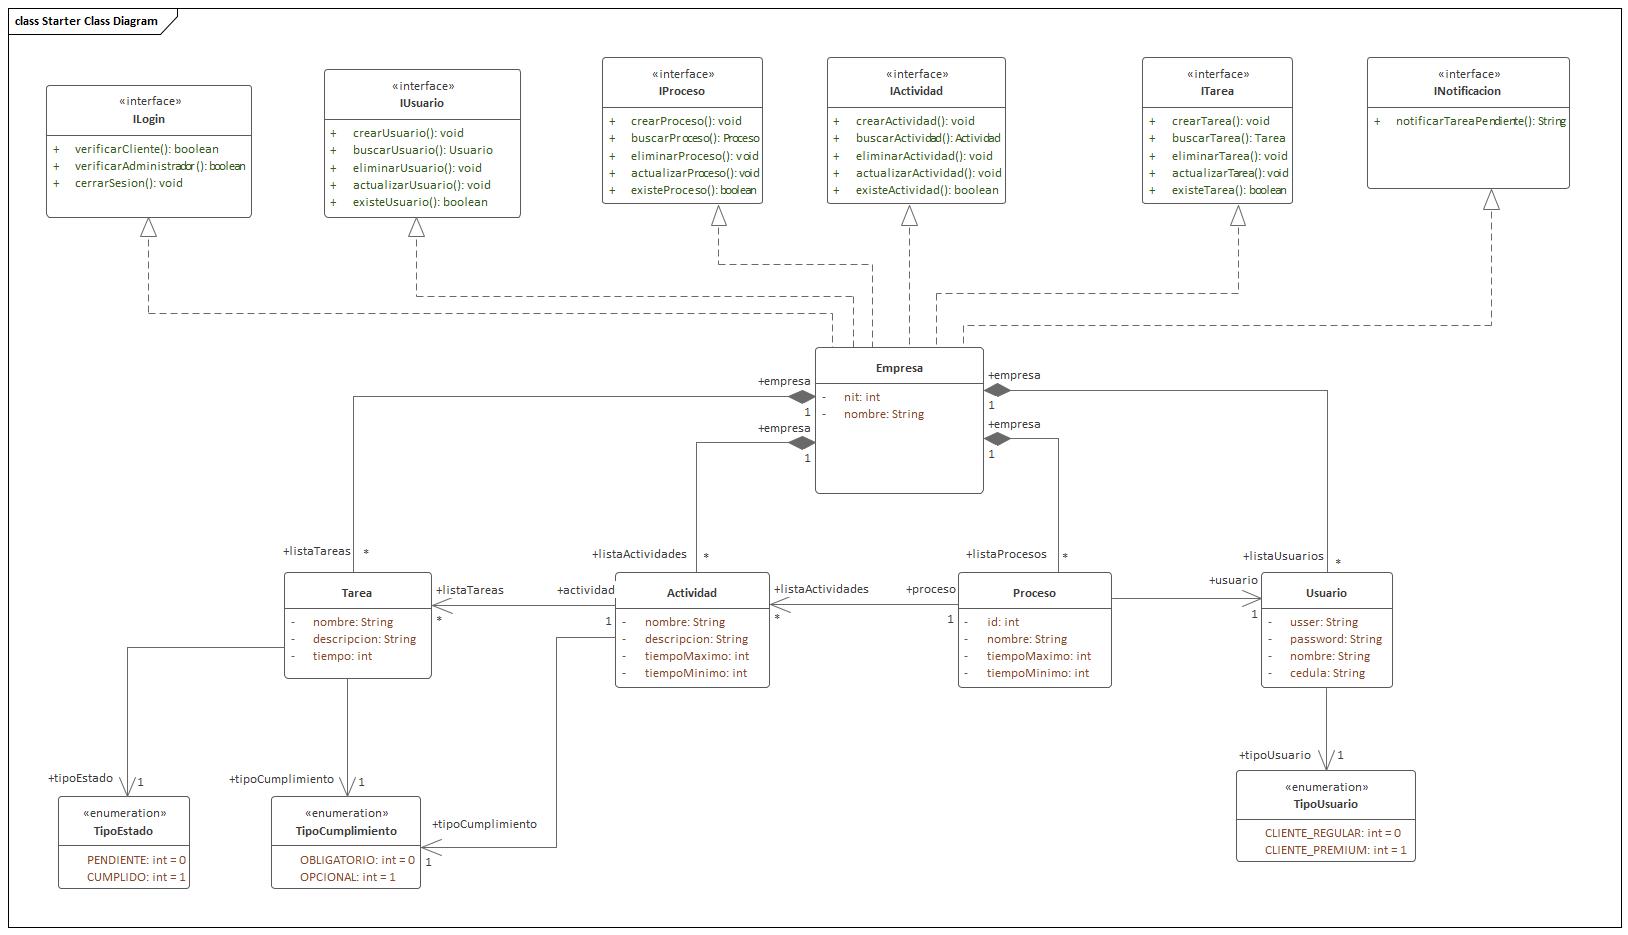 class Starter Class Diagram
«interface»
ILogin
+ verificarCliente(): boolean
+ verificarAdministrador(): boolean
+ cerrarSesion(): void
«interface»
IUsuario
+ crearUsuario(): void
+ buscarUsuario: Usuario
+ eliminarUsuario(): void
+ actualizarUsuario(): void
+ existeUsuario(): boolean
«interface»
IProceso
+ crearProceso(): void
+ buscarProceso(): Proceso
+ eliminarProceso(): void
+ actualizarProceso(): void
+ existeProceso(): boolean
«interface»
IActividad
+ crearActividad(): void
+ buscarActividad(): Actividad
+ eliminarActividad(): void
+ actualizarActividad(): void
+ existeActividad(): boolean
«interface»
ITarea
+ crearTarea(): void
+ buscarTarea(): Tarea
+ eliminarTarea(): void
+ actualizarTarea(): void
+ existeTarea(): boolean
«interface»
INotificacion
+ notificarTareaPendiente(): String
Empresa
- nit: int
- nombre: String
+empresa
1
+empresa
1
+empresa
1
+empresa
1
+listaTareas *
+listaActividades *
+listaProcesos *
+listaUsuarios *
Tarea
- nombre: String
- descripcion: String
- tiempo: int
+listaTareas
*
+actividad
1
Actividad
- nombre: String
- descripcion: String
- tiempoMaximo: int
- tiempoMinimo: int
+listaActividades
*
+proceso
1
Proceso
- id: int
- nombre: String
- tiempoMaximo: int
- tiempoMinimo: int
+usuario
1
Usuario
- usser: String
- password: String
- nombre: String
- cedula: String
+tipoEstado 1
+tipoCumplimiento 1
+tipoCumplimiento
1
+tipoUsuario 1
«enumeration»
TipoEstado
PENDIENTE: int = 0
CUMPLIDO: int = 1
«enumeration»
TipoCumplimiento
OBLIGATORIO: int = 0
OPCIONAL: int = 1
«enumeration»
TipoUsuario
CLIENTE_REGULAR: int = 0
CLIENTE_PREMIUM: int = 1